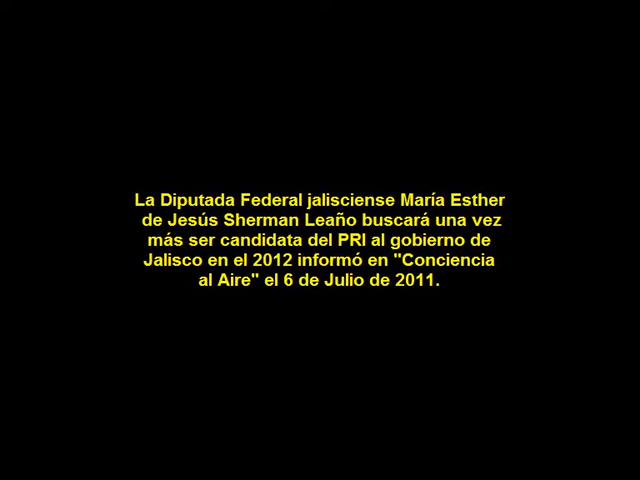 La Diputada Federal jalisciense María Esther
de Jesús Sherman Leaño buscará una vez
más ser candidata del PRI al gobierno de
Jalisco en el 2012 informó en "Conciencia
al Aire" el 6 de Julio de 2011.